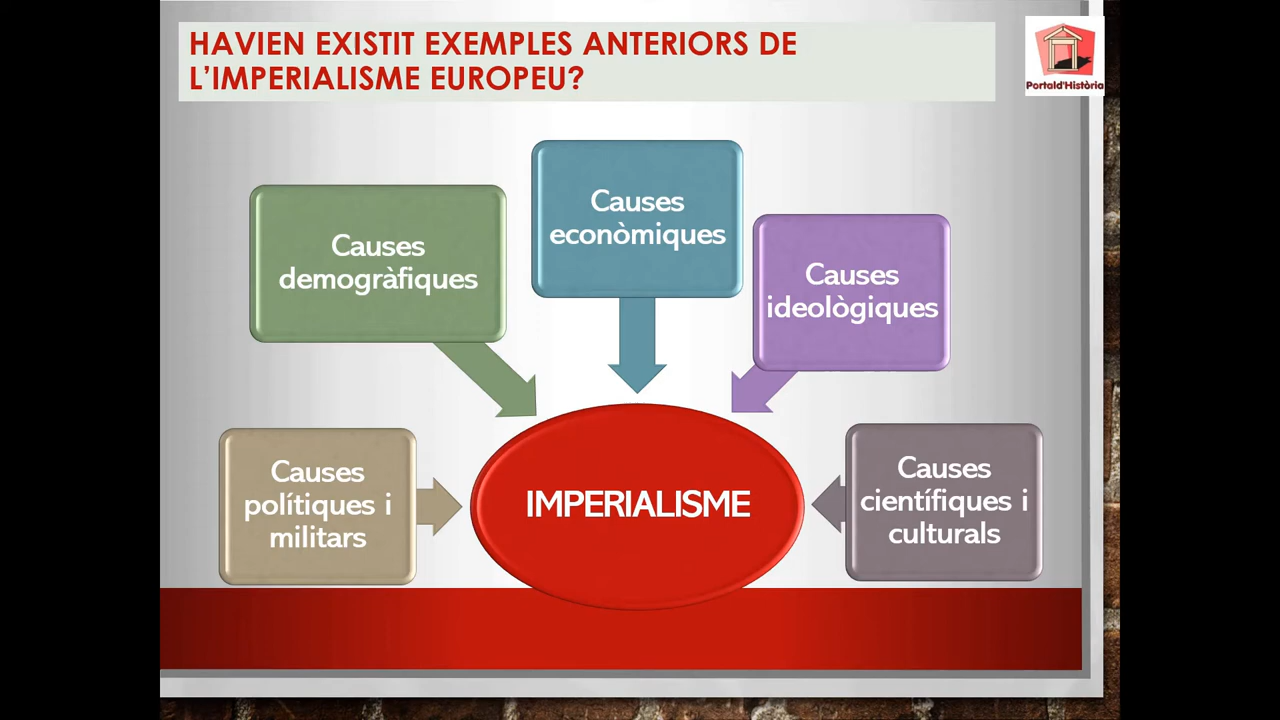 HAVIEN EXISTIT EXEMPLES ANTERIORS DE
L’IMPERIALISME EUROPEU?
Portald'Història
Causes
demogràfiques
Causes
econòmiques
Causes
ideològiques
Causes
polítiques i
militars
IMPERIALISME
Causes
científiques i
culturals